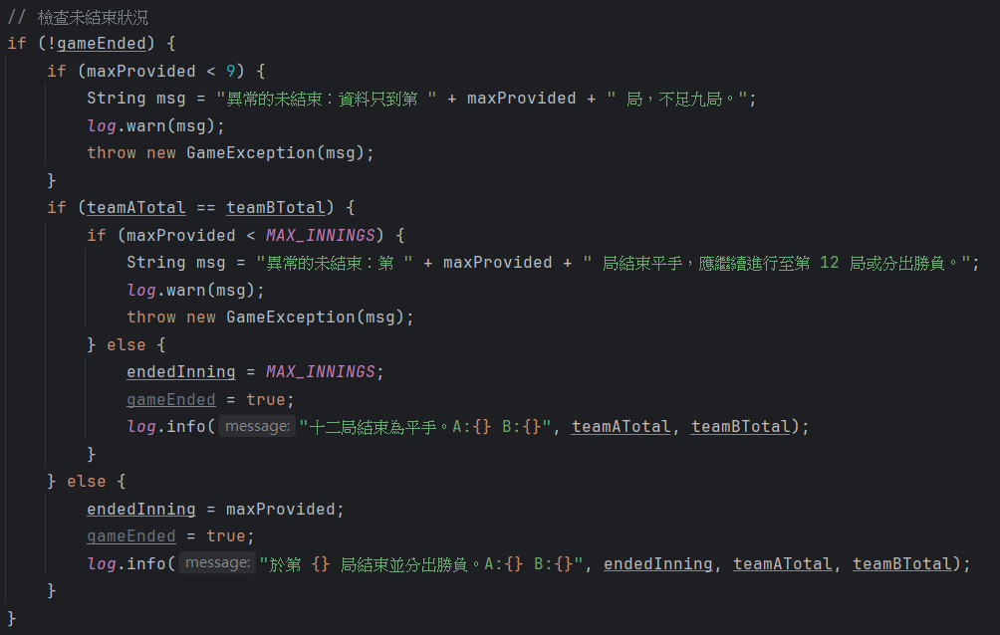 // 檢查未結束狀況
if (!gameEnded) {
    if (maxProvided < 9) {
        String msg = "異常的未結束：資料只到第 " + maxProvided + " 局，不足九局。";
        log.warn(msg);
        throw new GameException(msg);
    }
    if (teamATotal == teamBTotal) {
        if (maxProvided < MAX_INNINGS) {
            String msg = "異常的未結束：第 " + maxProvided + " 局結束平手，應繼續進行至第 12 局或分出勝負。";
            log.warn(msg);
            throw new GameException(msg);
        } else {
            endedInning = MAX_INNINGS;
            gameEnded = true;
            log.info( message: "十二局結束為平手。A:{} B:{}", teamATotal, teamBTotal);
        }
    } else {
        endedInning = maxProvided;
        gameEnded = true;
        log.info( message: "於第 {} 局結束並分出勝負。A:{} B:{}", endedInning, teamATotal, teamBTotal);
    }
}